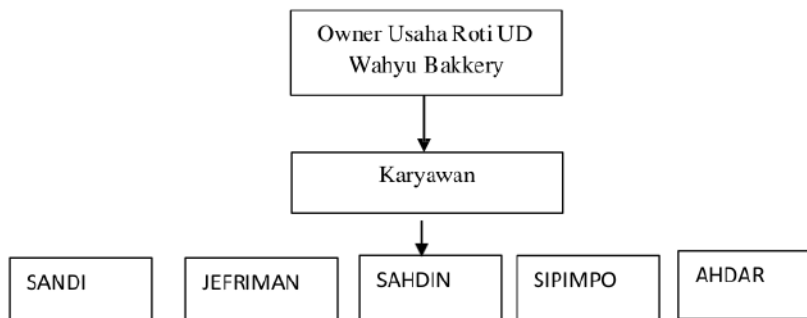 Owner Usaha Roti UD
Wahyu Bakkery
Karyawan
SANDI
JEFRIMAN
SAHDIN
SIPIMPO
AHDAR